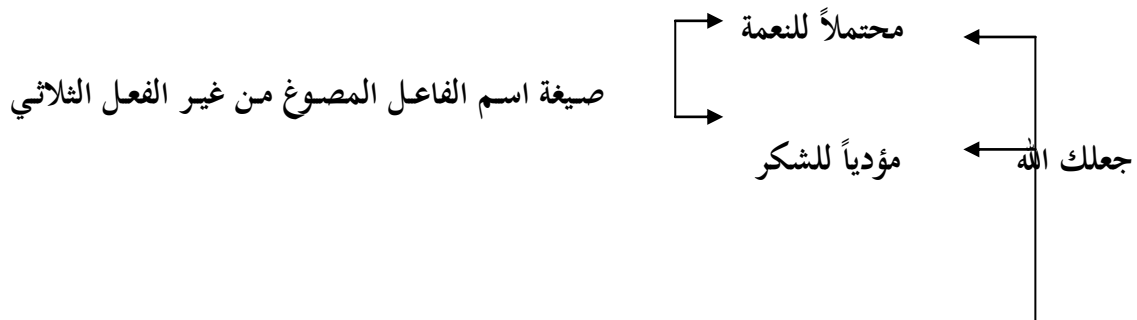 محتملاً للنعمة
صيغة اسم الفاعل المصوغ من غير الفعل الثلاثي
جعلك الله
مؤدياً للشكر